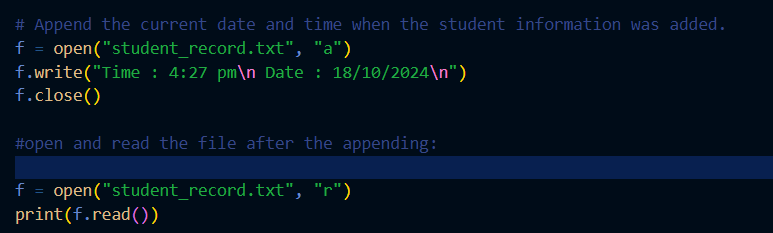 # Append the current date and time when the student information was added.
f = open("student_record.txt", "a")
f.write("Time : 4:27 pm\n Date : 18/10/2024\n")
f.close()
#open and read the file after the appending:
f = open("student_record.txt", "r")
print(f.read())